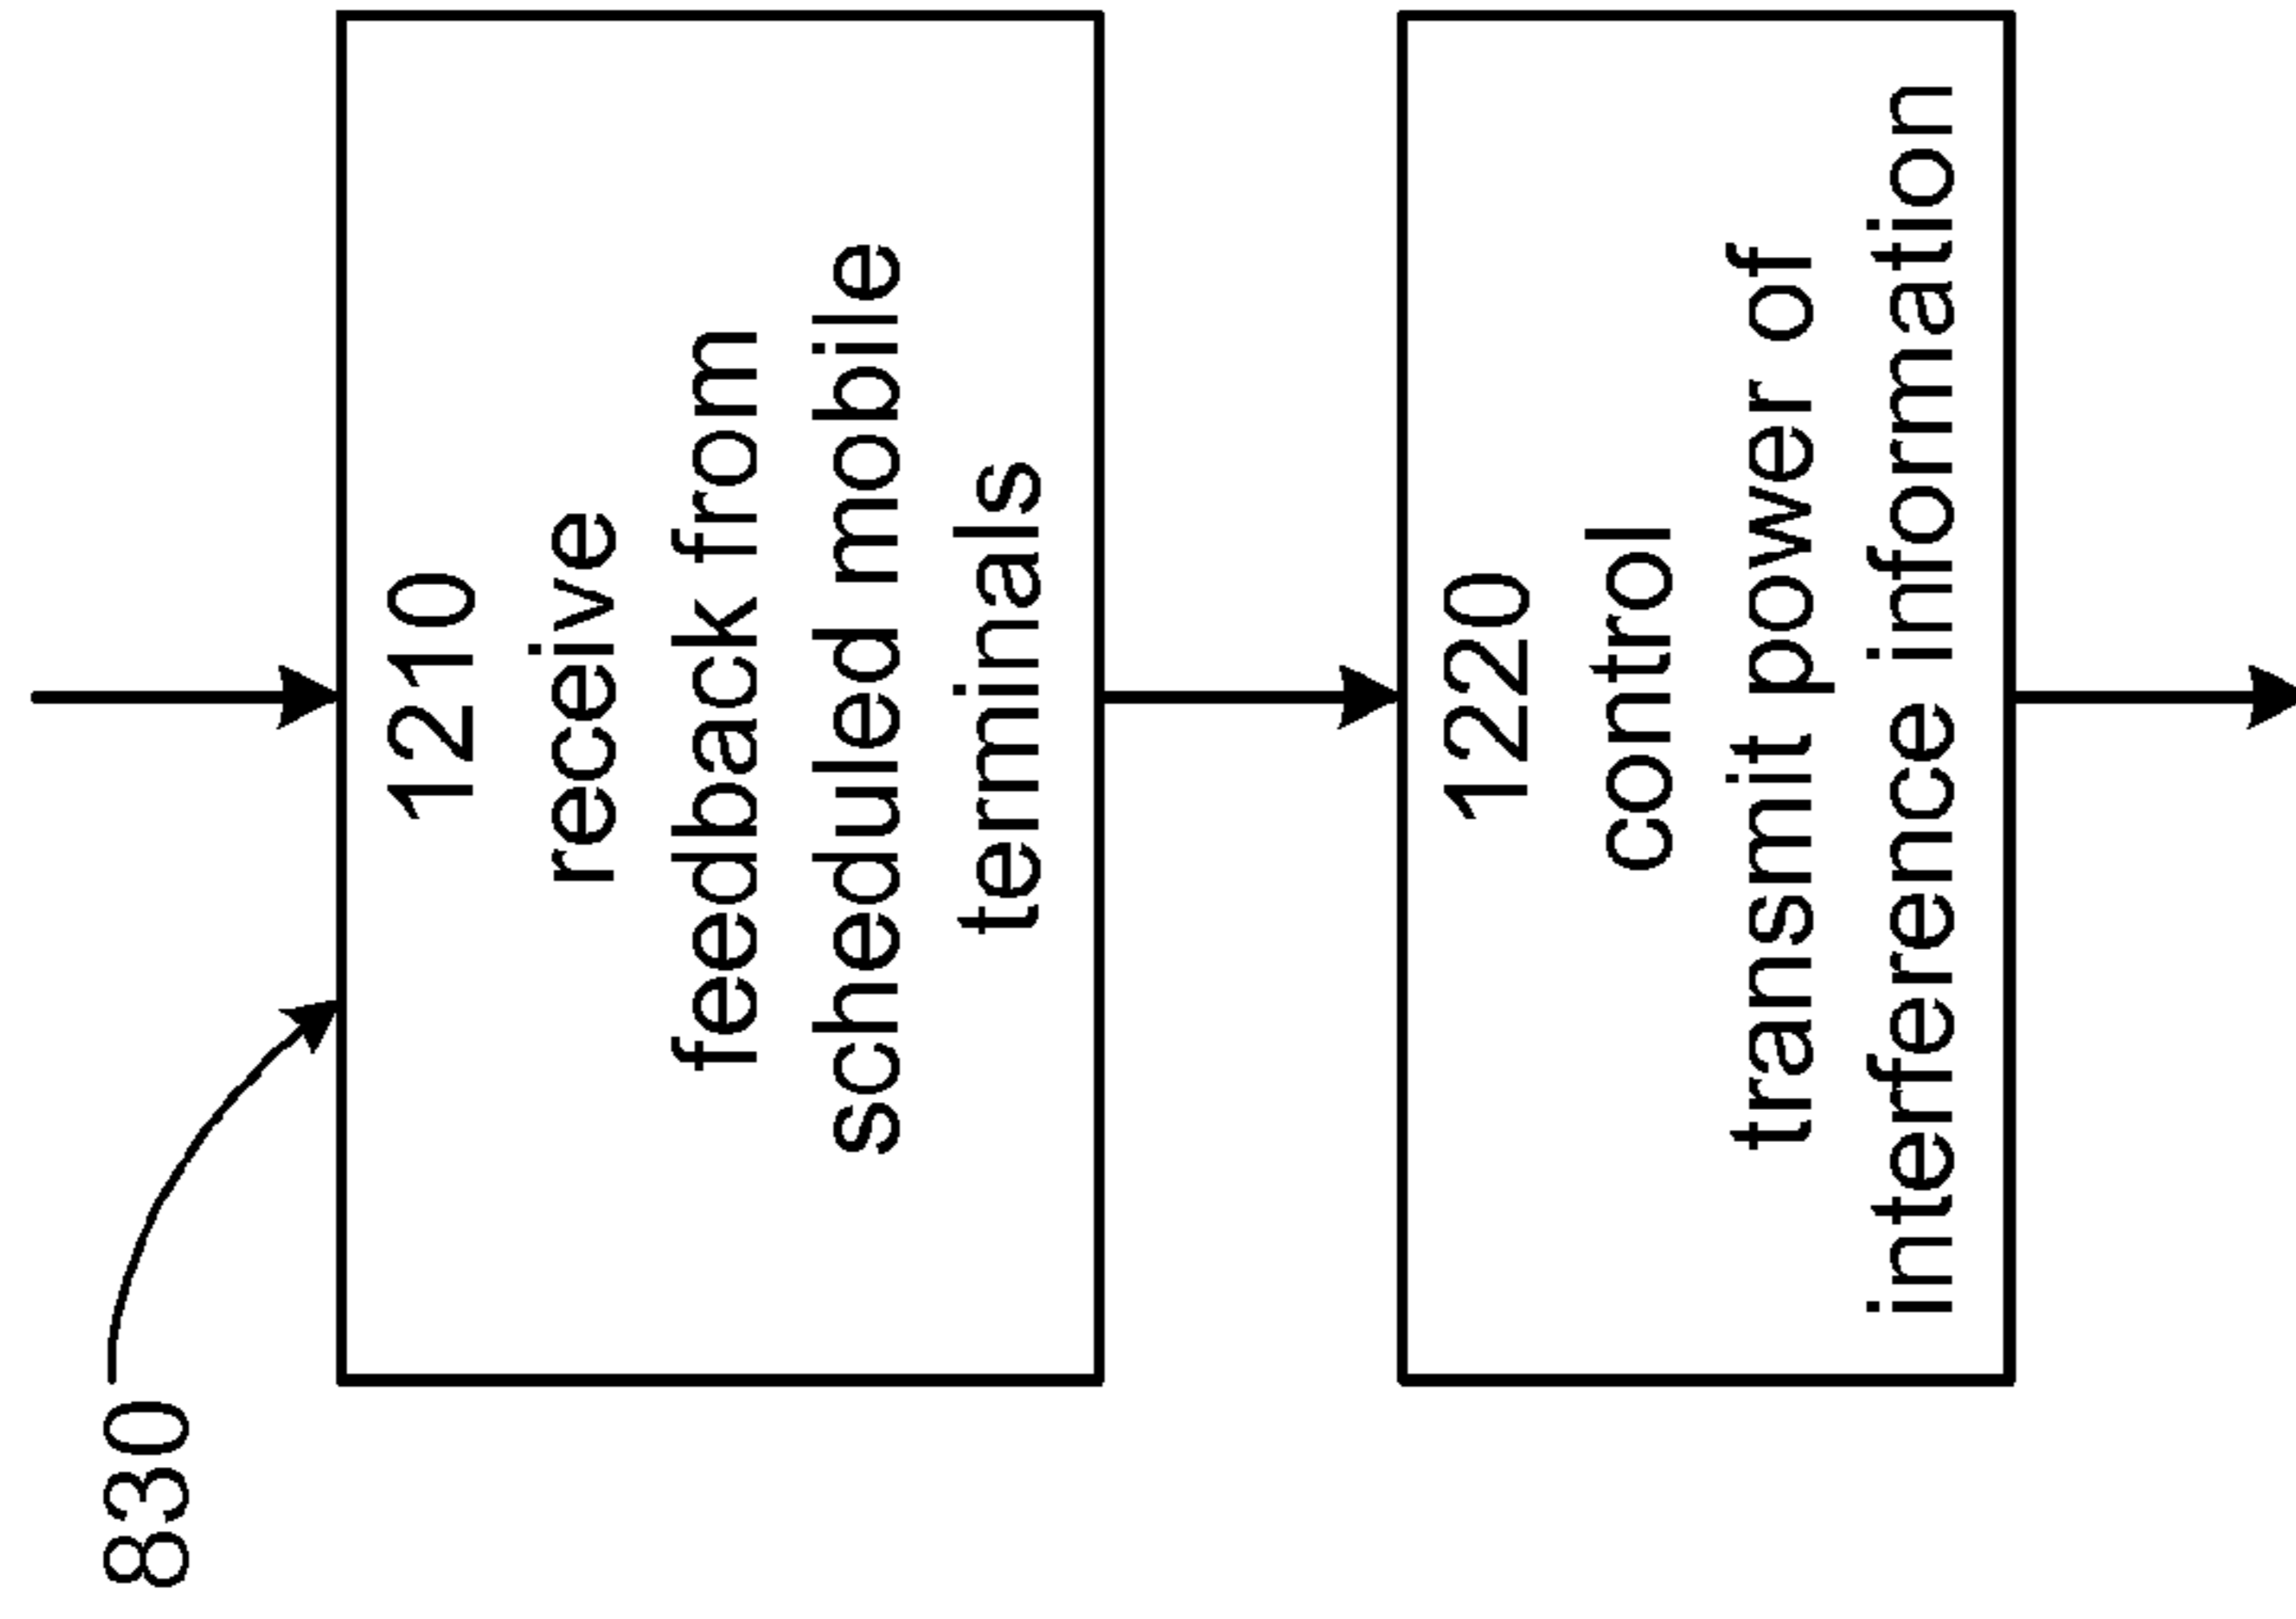 830
1210
receive
feedback from
scheduled mobile
terminals
1220
control
transmit power of
interference information